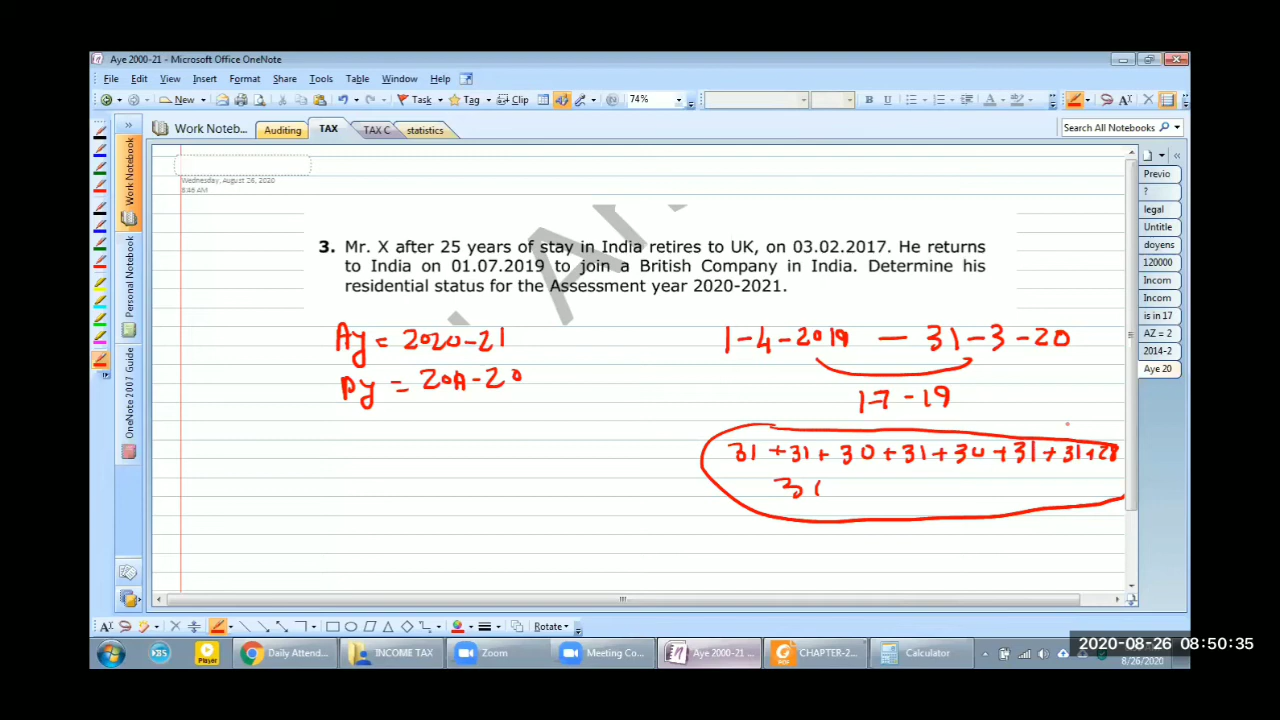 Aye 2000-21 - Microsoft Office OneNote
File Edit View Insert Format Share Tools Table Window Help
New Task Tag Clip 74% B U A
Work Noteb... Auditing TAX TAX C statistics Search All Notebooks
Work Notebook
Personal Notebook
OneNote 2007 Guide
Wednesday, August 26, 2020
8:46 AM
3. Mr. X after 25 years of stay in India retires to UK, on 03.02.2017. He returns
to India on 01.07.2019 to join a British Company in India. Determine his
residential status for the Assessment year 2020-2021.
Ay = 2020-21
Py = 2019-20
1-4-2019 — 31-3-20
1-7-19
31+31+30+31+30+31+31+28
31
Previo
?
legal
Untitle
doyens
120000
Incom
Incom
is in 17
AZ = 2
2014-2
Aye 20
Rotate
Player Daily Attend... INCOME TAX Zoom Meeting Co... Aye 2000-21 ... CHAPTER-2... Calculator
2020-08-26 08:50:35
8/26/2020